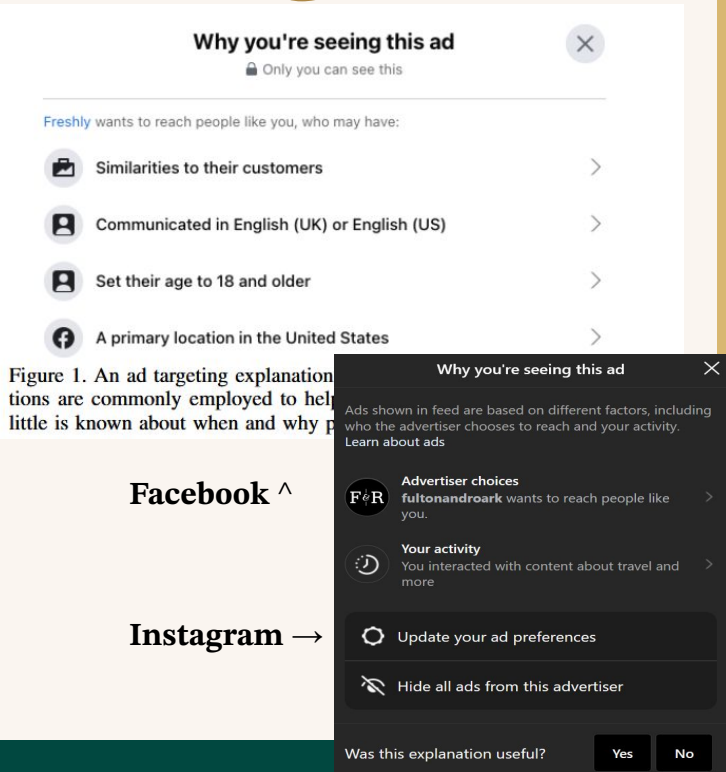 Why you're seeing this ad
Only you can see this
Freshly wants to reach people like you, who may have:
Similarities to their customers
Communicated in English (UK) or English (US)
Set their age to 18 and older
A primary location in the United States
Figure 1. An ad targeting explanation
tions are commonly employed to help
little is known about when and why p
Facebook ^
Instagram →
Why you're seeing this ad
Ads shown in feed are based on different factors, including
who the advertiser chooses to reach and your activity.
Learn about ads
F&R
Advertiser choices
fultonandroark wants to reach people like
you.
Your activity
You interacted with content about travel and
more
Update your ad preferences
Hide all ads from this advertiser
Was this explanation useful?
Yes No